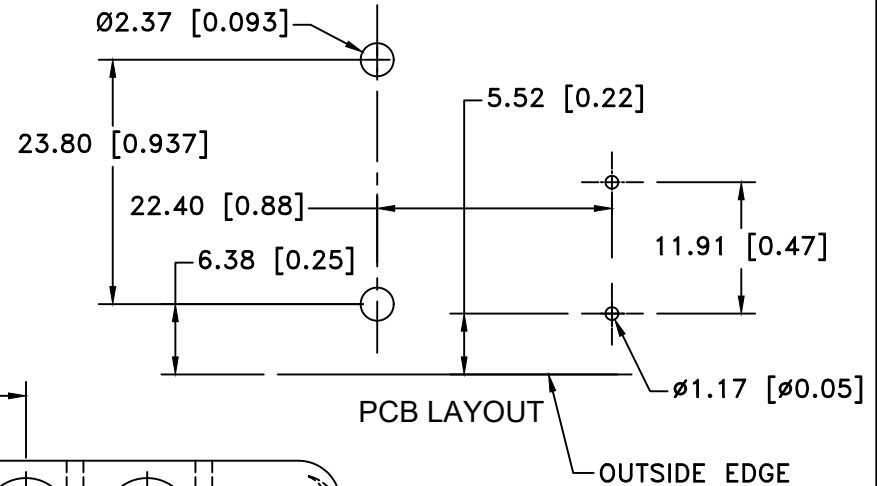 Ø2.37 [0.093]
5.52 [0.22]
23.80 [0.937]
22.40 [0.88]
11.91 [0.47]
6.38 [0.25]
ø1.17 [ø0.05]
PCB LAYOUT
OUTSIDE EDGE